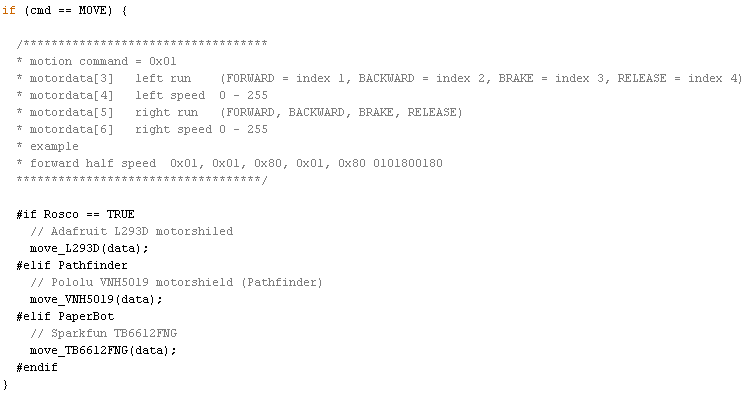 if (cmd == MOVE) {
/***********************************
* motion command = 0x01
* motordata[3] left run (FORWARD = index 1, BACKWARD = index 2, BRAKE = index 3, RELEASE = index 4)
* motordata[4] left speed 0 - 255
* motordata[5] right run (FORWARD, BACKWARD, BRAKE, RELEASE)
* motordata[6] right speed 0 - 255
* example
* forward half speed 0x01, 0x01, 0x80, 0x01, 0x80 0101800180
***********************************/
#if Rosco == TRUE
// Adafruit L293D motorshiled
move_L293D(data);
#elif Pathfinder
// Pololu VNH5019 motorshield (Pathfinder)
move_VNH5019(data);
#elif PaperBot
// Sparkfun TB6612FNG
move_TB6612FNG(data);
#endif
}